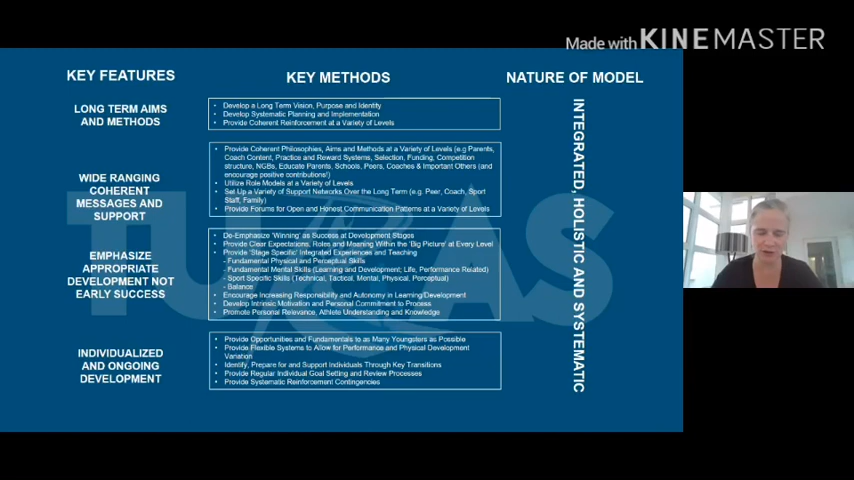 Made with KINEMASTER
KEY FEATURES
KEY METHODS
NATURE OF MODEL
LONG TERM AIMS
AND METHODS
• Develop a Long Term Vision, Purpose and Identity
• Develop Systematic Planning and Implementation
• Provide Coherent Reinforcement at a Variety of Levels
WIDE RANGING
COHERENT
MESSAGES AND
SUPPORT
• Provide Coherent Philosophies, Aims and Methods at a Variety of Levels (e.g Parents,
Coach Content, Practice and Reward Systems, Selection, Funding, Competition
structure, NGBs, Educate Parents, Schools, Peers, Coaches & Important Others (and
encourage positive contributions!)
• Utilize Role Models at a Variety of Levels
• Set Up a Variety of Support Networks Over the Long Term (e.g. Peer, Coach, Sport
Staff, Family)
• Provide Forums for Open and Honest Communication Patterns at a Variety of Levels
EMPHASIZE
APPROPRIATE
DEVELOPMENT NOT
EARLY SUCCESS
• De-Emphasize 'Winning' as Success at Development Stages
• Provide Clear Expectations, Roles and Meaning Within the 'Big Picture' at Every Level
• Provide 'Stage Specific' Integrated Experiences and Teaching
- Fundamental Physical and Perceptual Skills
- Fundamental Mental Skills (Learning and Development; Life, Performance Related)
- Sport Specific Skills (Technical, Tactical, Mental, Physical, Perceptual)
- Balance
• Encourage Increasing Responsibility and Autonomy in Learning/Development
• Develop Intrinsic Motivation and Personal Commitment to Process
• Promote Personal Relevance, Athlete Understanding and Knowledge
INDIVIDUALIZED
AND ONGOING
DEVELOPMENT
• Provide Opportunities and Fundamentals to as Many Youngsters as Possible
• Provide Flexible Systems to Allow for Performance and Physical Development
Variation
• Identify, Prepare for and Support Individuals Through Key Transitions
• Provide Regular Individual Goal Setting and Review Processes
• Provide Systematic Reinforcement Contingencies
INTEGRATED, HOLISTIC AND SYSTEMATIC